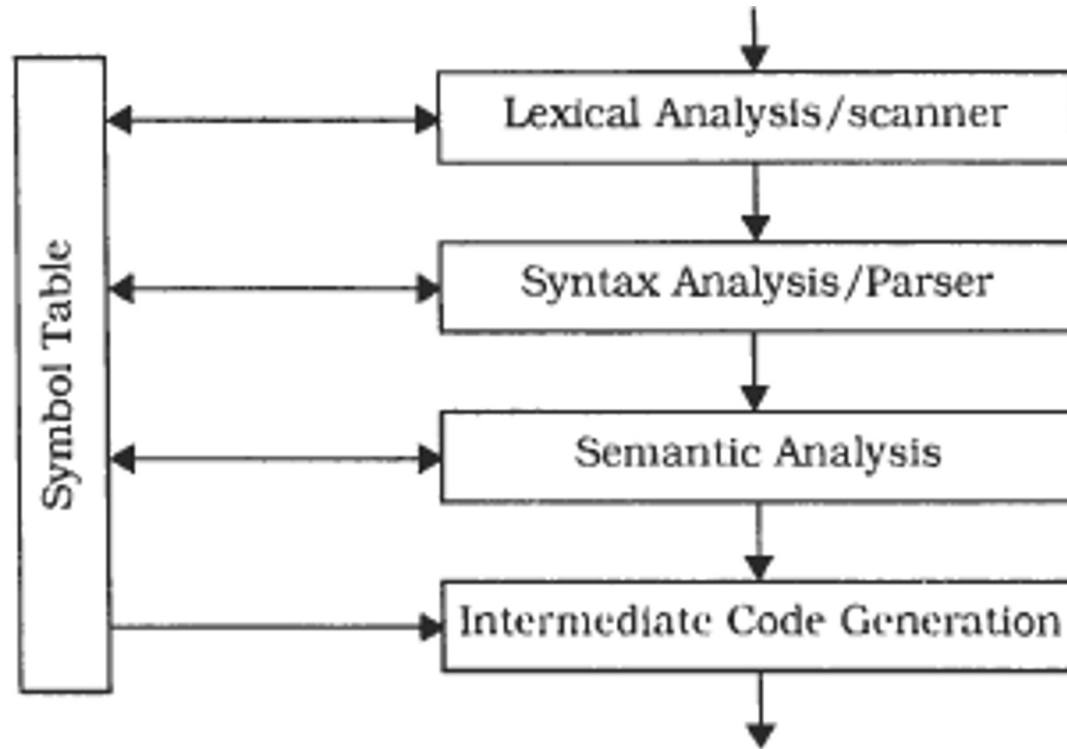 Lexical Analysis/scanner
Syntax Analysis/Parser
Semantic Analysis
Intermediate Code Generation
Symbol Table